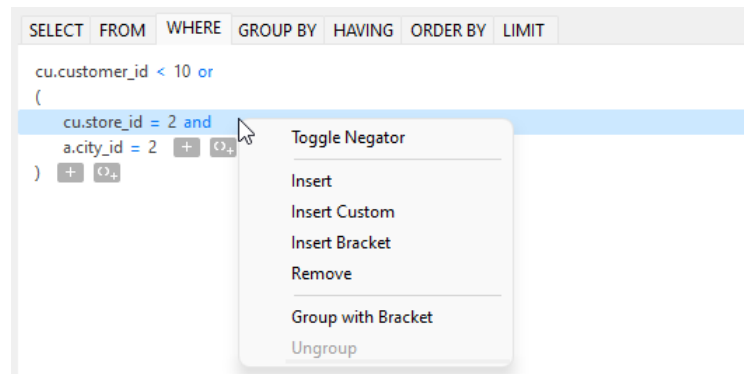 SELECT FROM WHERE GROUP BY HAVING ORDER BY LIMIT
cu.customer_id < 10 or
(
cu.store_id = 2 and
a.city_id = 2 + ()+
) + ()+
Toggle Negator
Insert
Insert Custom
Insert Bracket
Remove
Group with Bracket
Ungroup